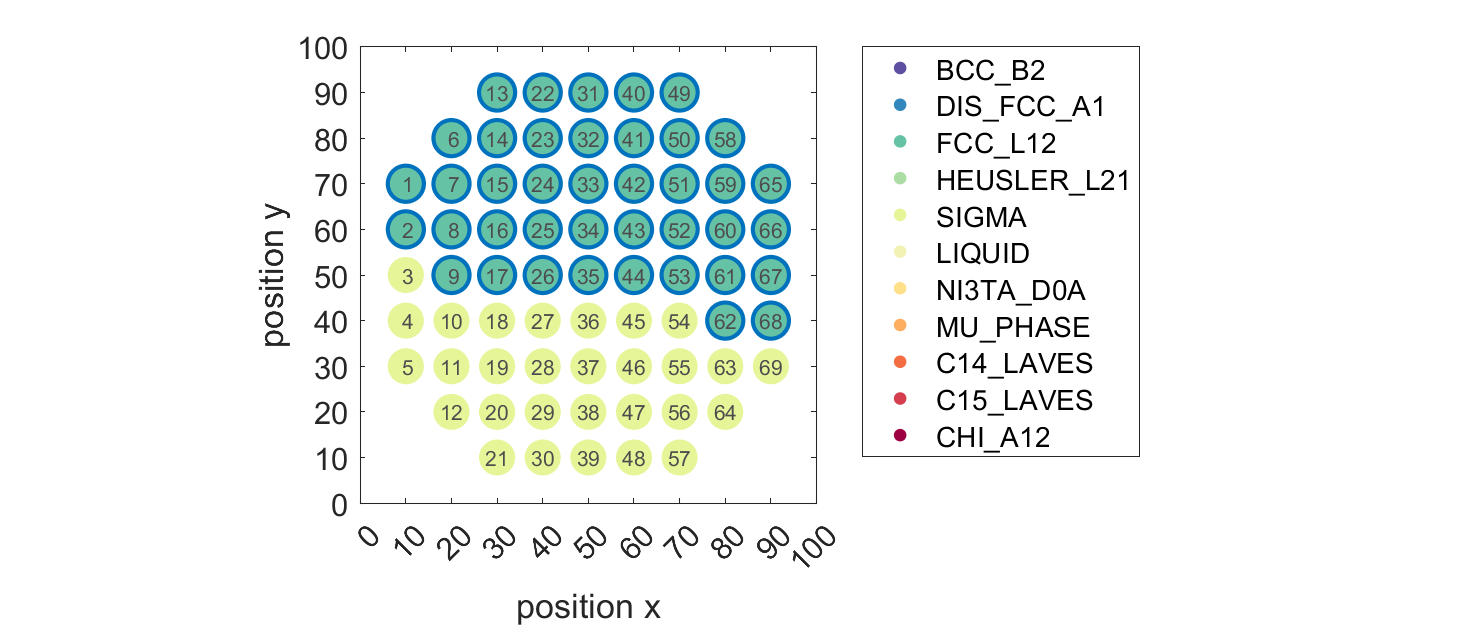 100
90 13 22 31 40 49
80 6 14 23 32 41 50 58
70 1 7 15 24 33 42 51 59 65
60 2 8 16 25 34 43 52 60 66
50 3 9 17 26 35 44 53 61 67
40 4 10 18 27 36 45 54 62 68
30 5 11 19 28 37 46 55 63 69
20 12 20 29 38 47 56 64
10 21 30 39 48 57
0
position y
0 10 20 30 40 50 60 70 80 90 100
position x
BCC_B2
DIS_FCC_A1
FCC_L12
HEUSLER_L21
SIGMA
LIQUID
NI3TA_D0A
MU_PHASE
C14_LAVES
C15_LAVES
CHI_A12